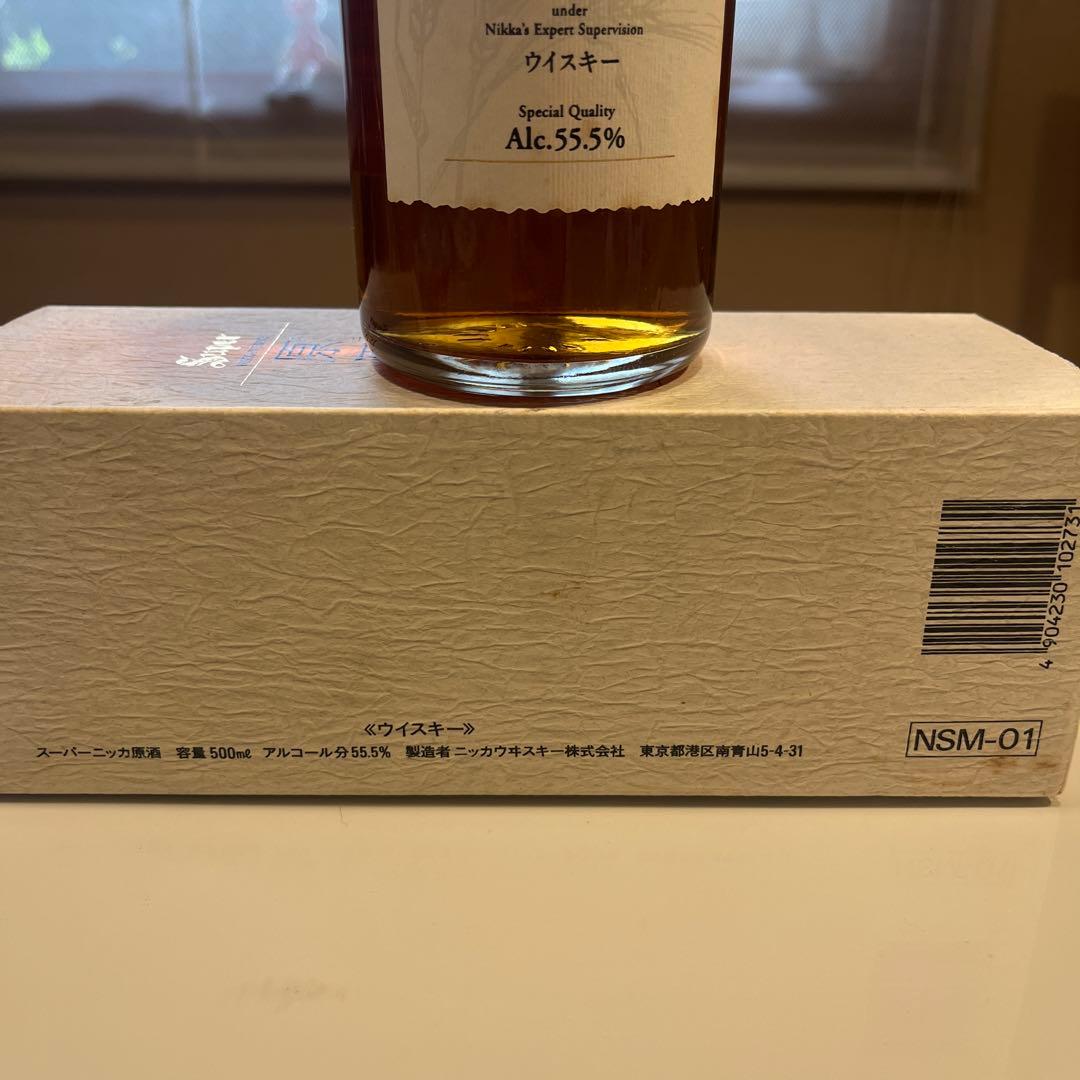 under
Nikka's Expert Supervision
ウイスキー
Special Quality
Alc.55.5%
Super
原
4904230102731
≪ウイスキー≫
スーパーニッカ原酒 容量500mℓ アルコール分55.5% 製造者ニッカウヰスキー株式会社 東京都港区南青山5-4-31
NSM-01